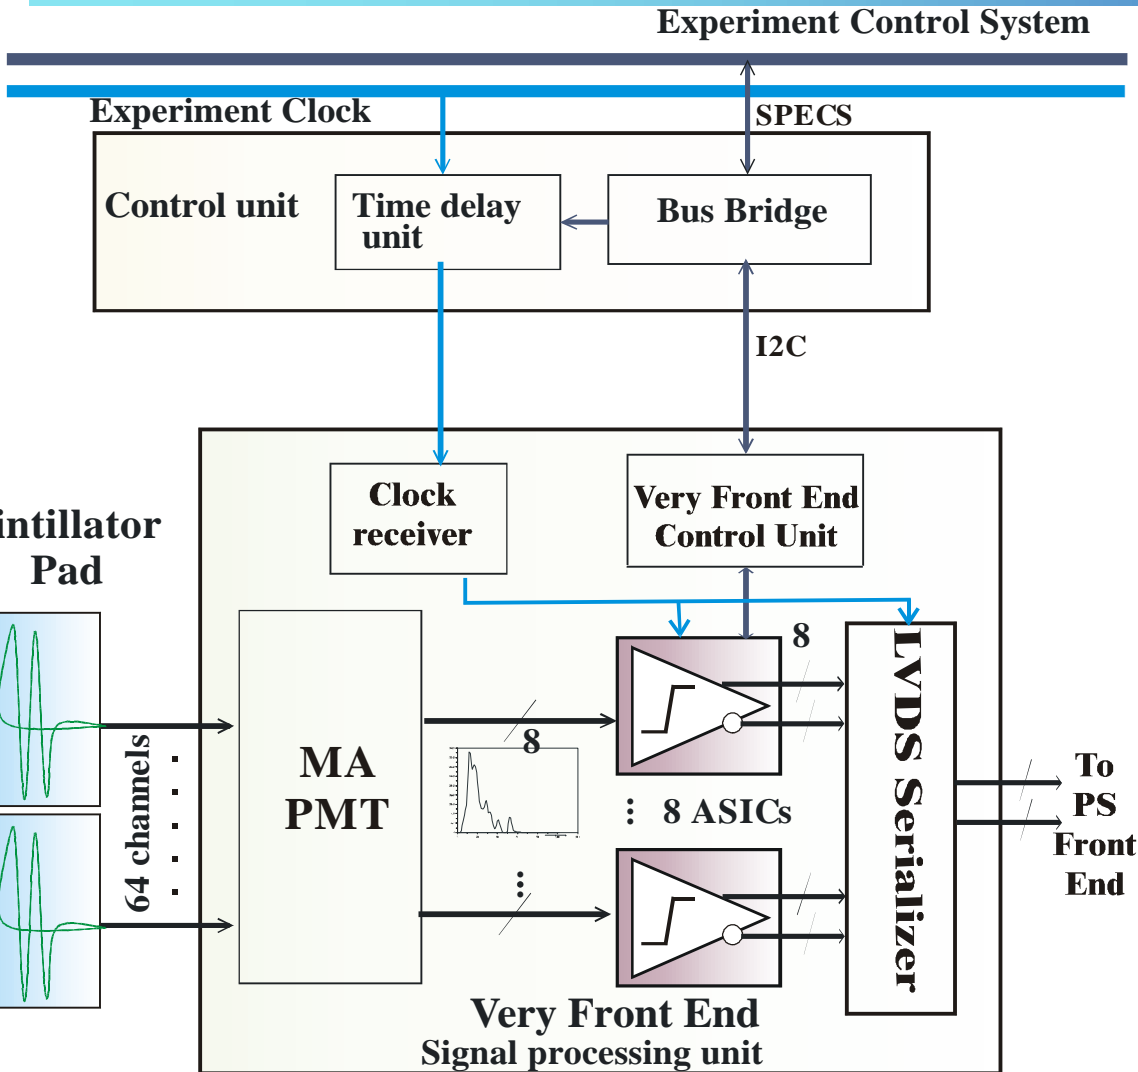 Experiment Control System
Experiment Clock
SPECS
Control unit
Time delay
unit
Bus Bridge
I2C
Clock
receiver
Very Front End
Control Unit
intillator
Pad
64 channels
MA
PMT
8
8
8 ASICs
LVDS Serializer
To
PS
Front
End
Very Front End
Signal processing unit